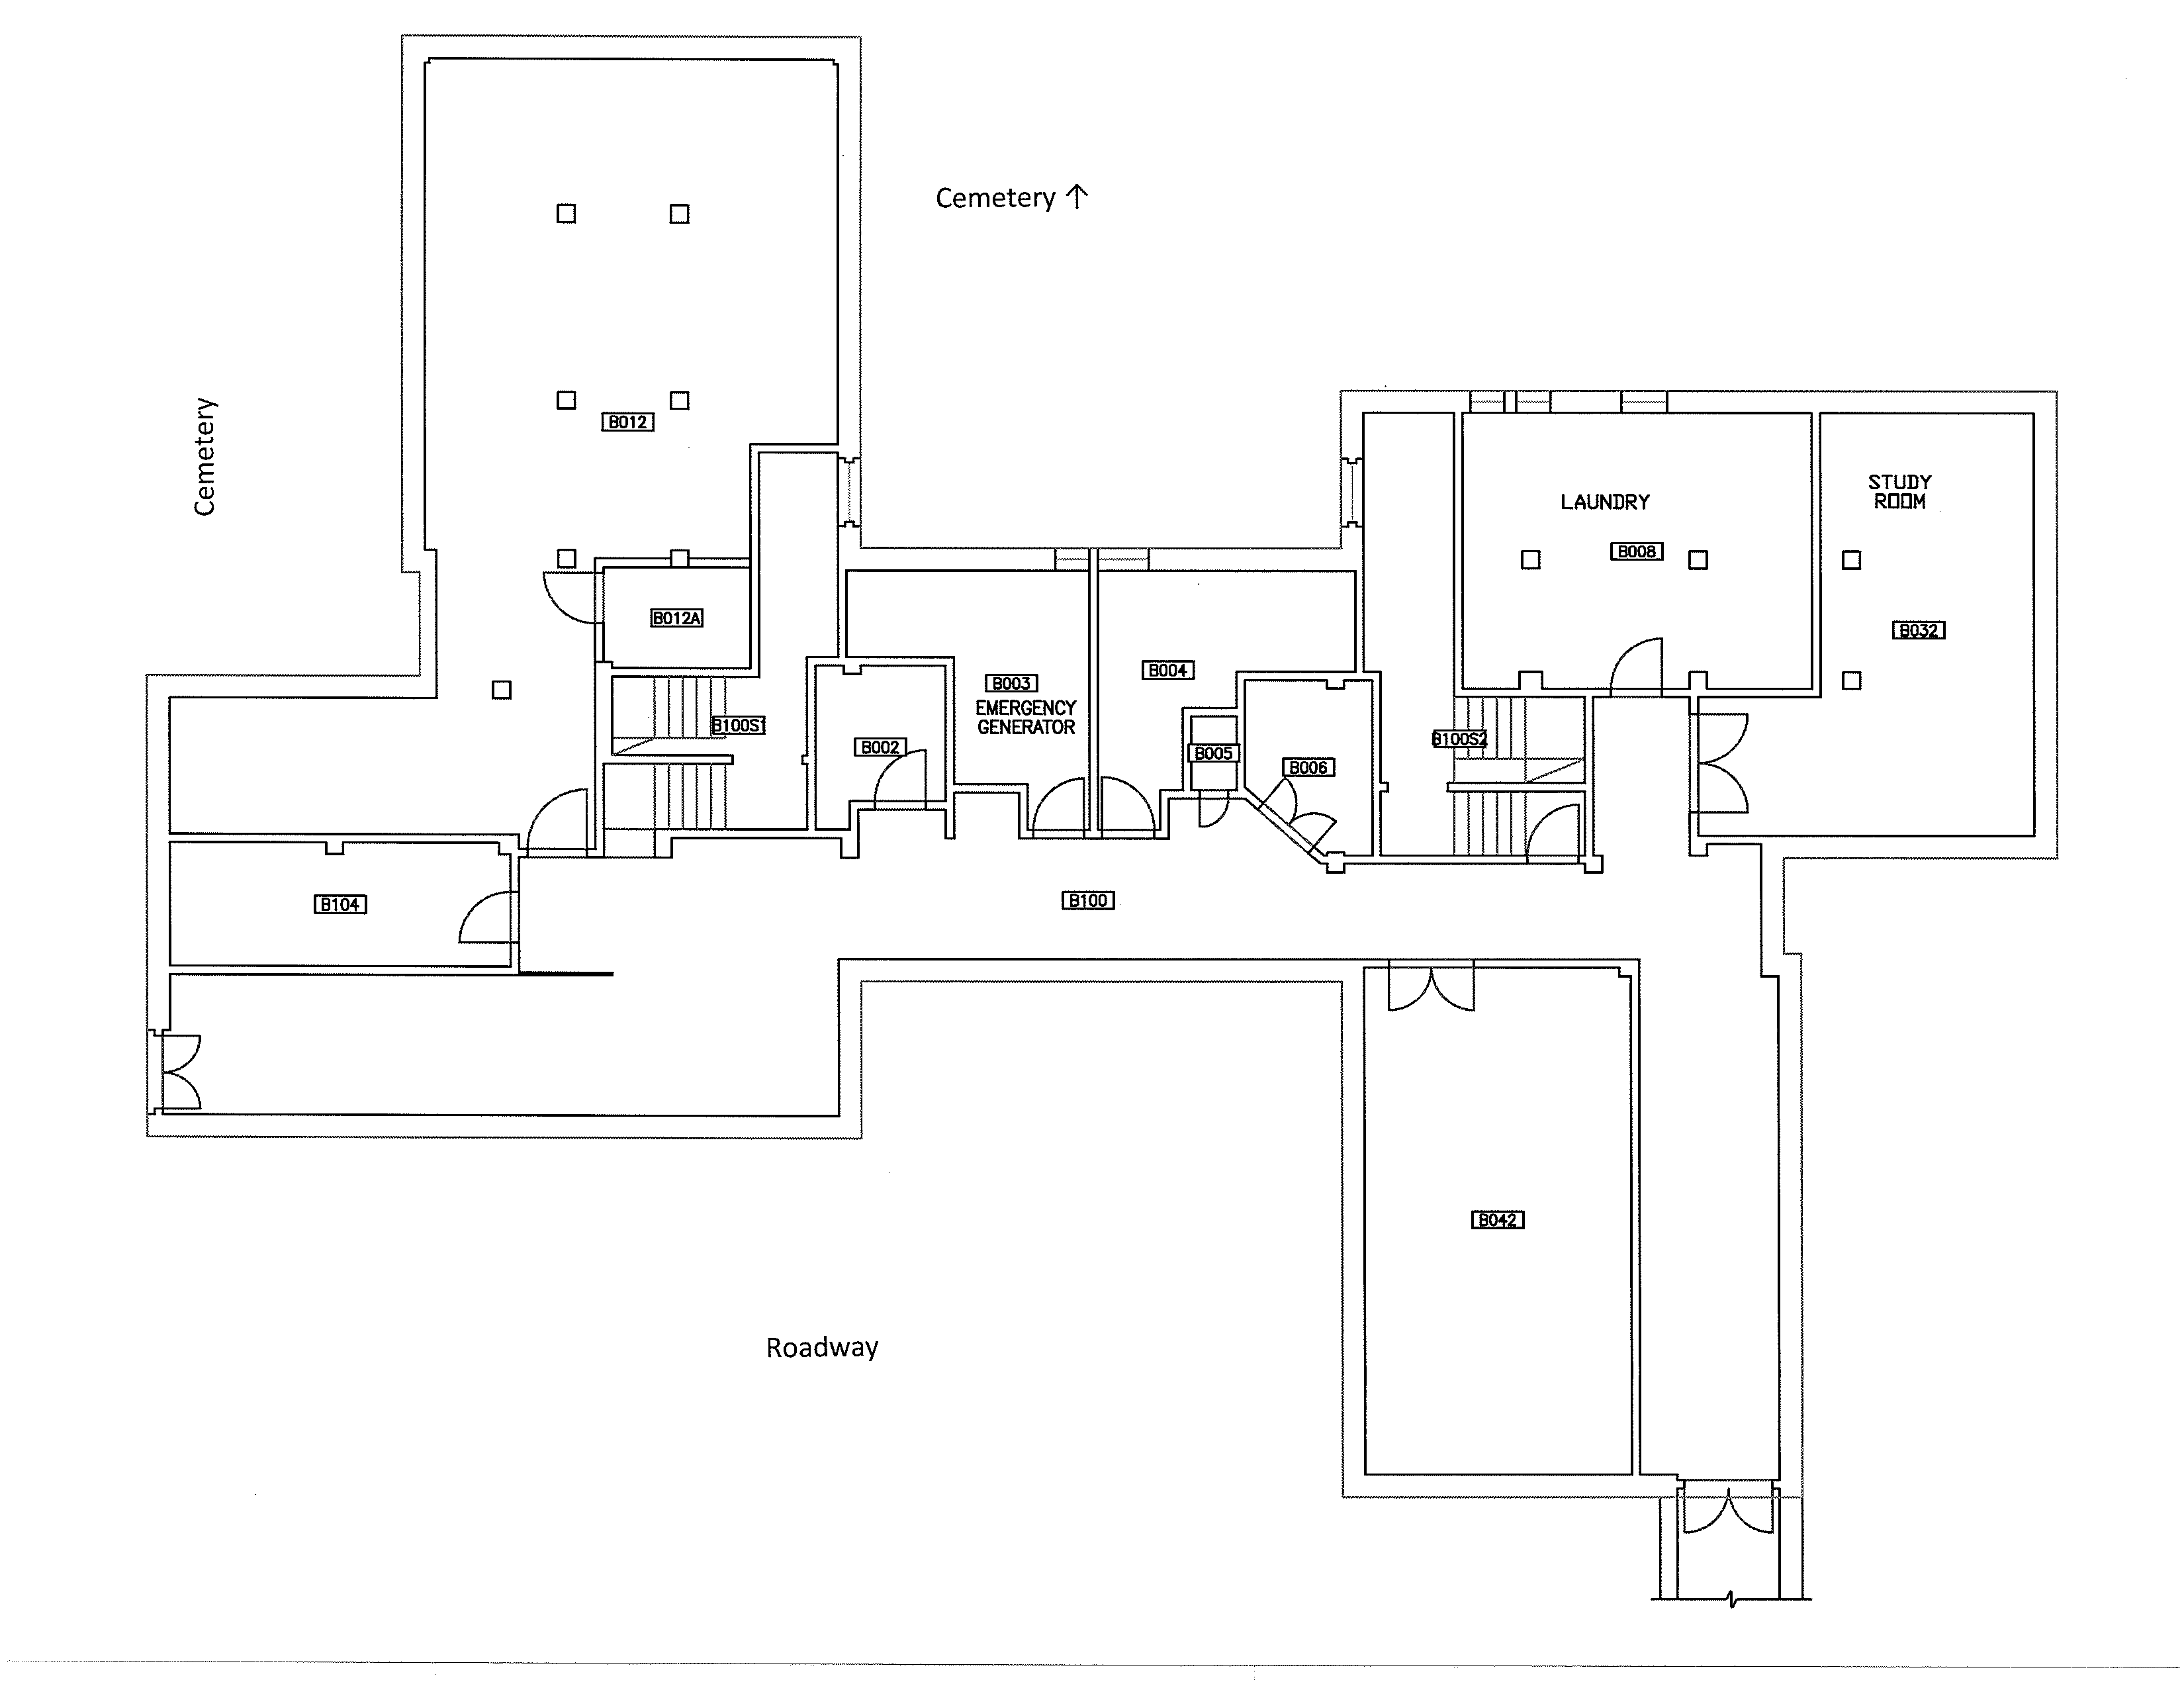 Cemetery ↑
Cemetery
B012
STUDY
ROOM
LAUNDRY
B008
B012A
B032
B004
B003
EMERGENCY
GENERATOR
B100S1
B002
B005
B100S2
B006
B100
B104
B042
Roadway